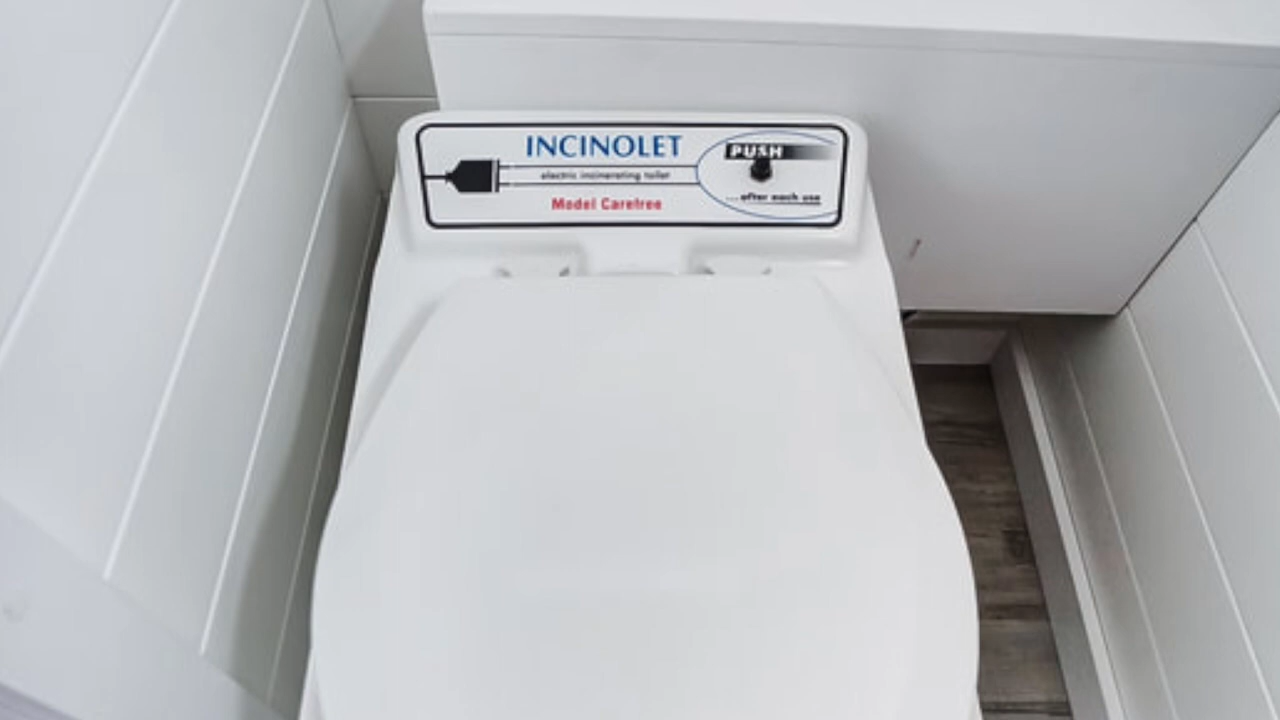 INCINOLET
electric incinerating toilet
Model Carefree
PUSH
...after each use